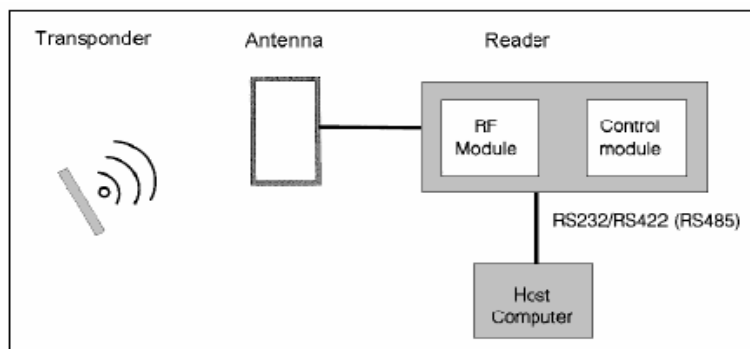 Transponder
Antenna
Reader
RF
Module
Control
module
RS232/RS422 (RS485)
Host
Computer